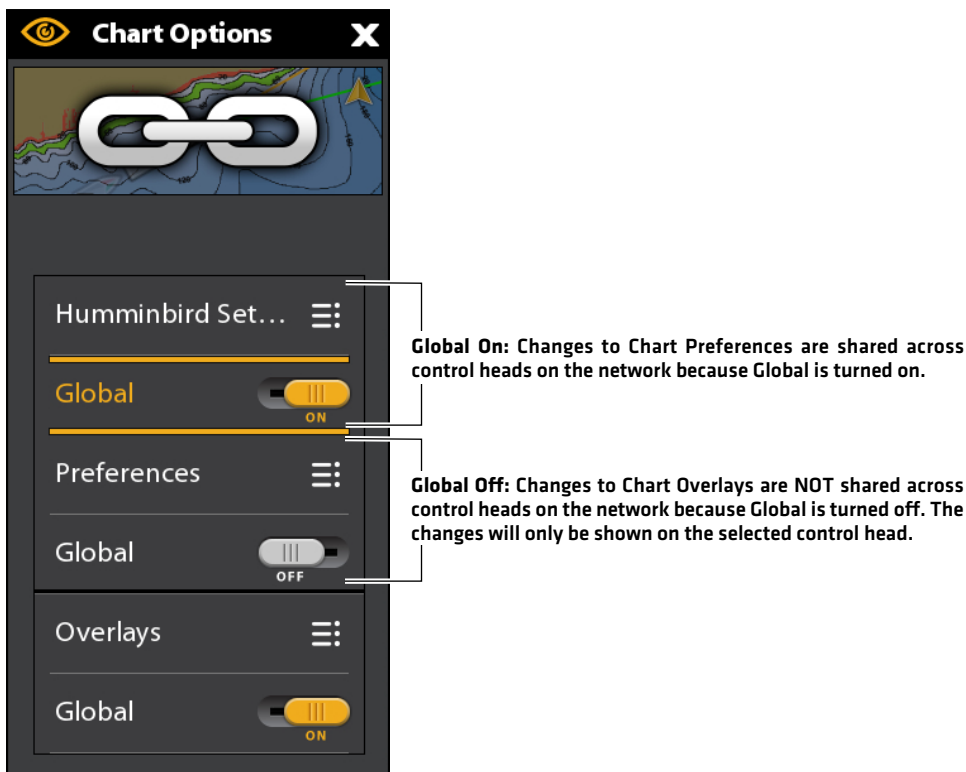 Chart Options X
Humminbird Set...
Global
ON
Preferences
Global
OFF
Overlays
Global
ON
Global On: Changes to Chart Preferences are shared across
control heads on the network because Global is turned on.
Global Off: Changes to Chart Overlays are NOT shared across
control heads on the network because Global is turned off. The
changes will only be shown on the selected control head.